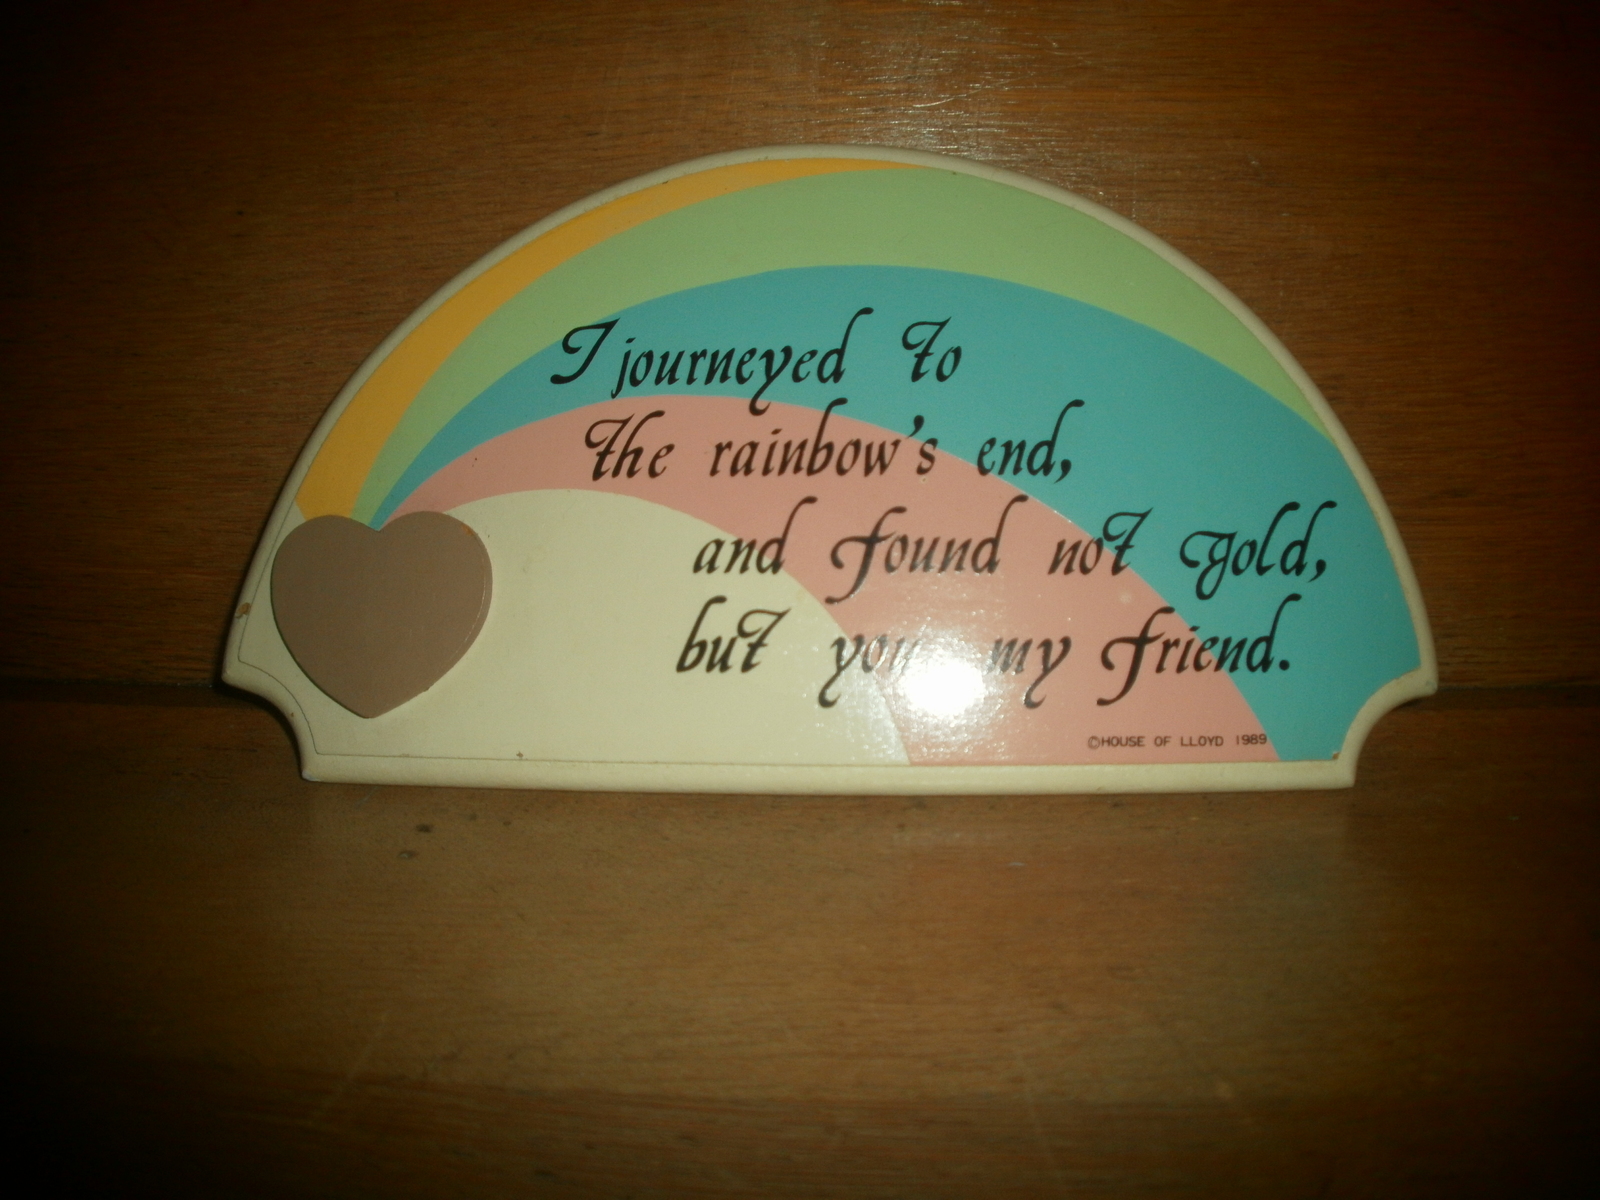 I journeyed to
the rainbow's end,
and found not gold,
but you my friend.
©HOUSE OF LLOYD 1989